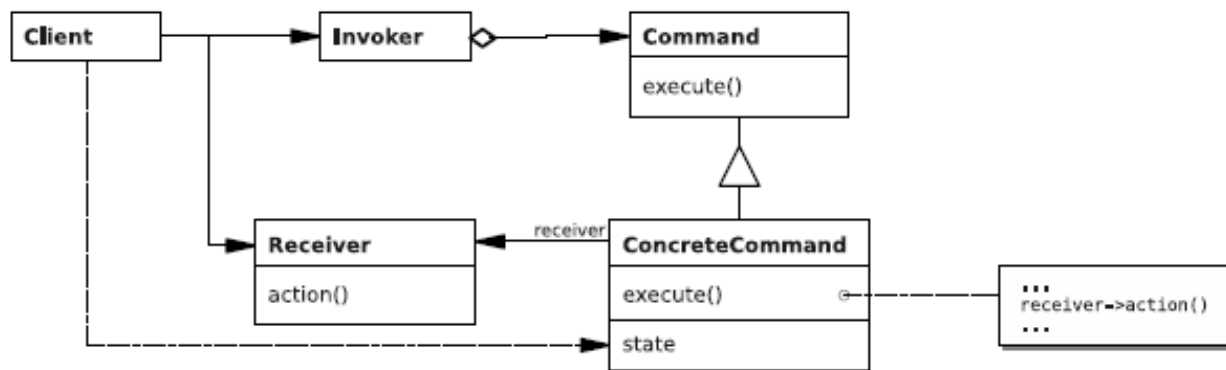 Client
Invoker
Command
execute()
Receiver
action()
receiver
ConcreteCommand
execute()
state
...
receiver->action()
...